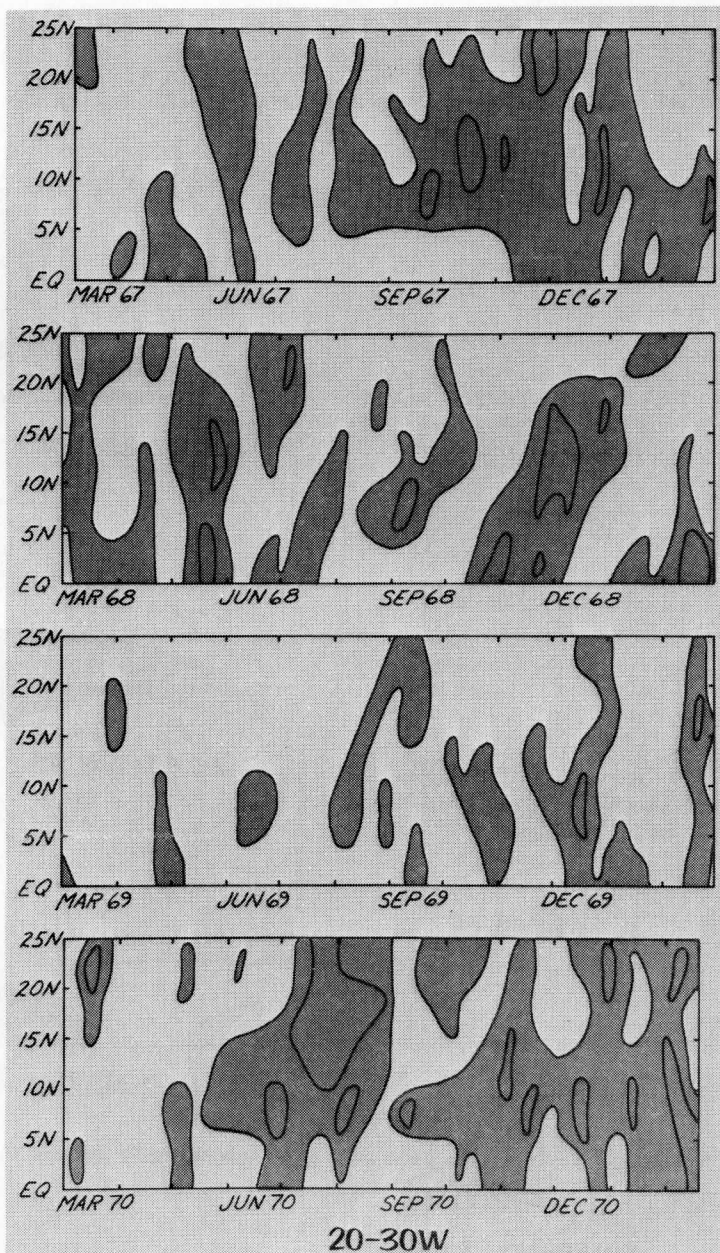 25N
20N
15N
10N
5N
EQ
MAR 67 JUN 67 SEP 67 DEC 67
25N
20N
15N
10N
5N
EQ
MAR 68 JUN 68 SEP 68 DEC 68
25N
20N
15N
10N
5N
EQ
MAR 69 JUN 69 SEP 69 DEC 69
25N
20N
15N
10N
5N
EQ
MAR 70 JUN 70 SEP 70 DEC 70
20-30W